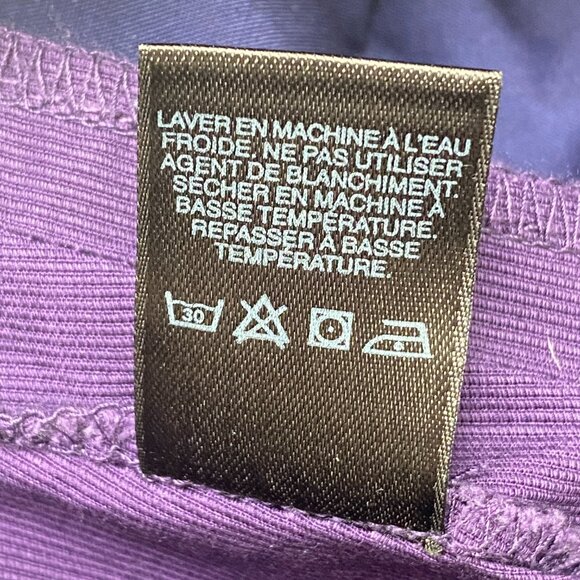 LAVER EN MACHINE À L'EAU
FROIDE. NE PAS UTILISER
AGENT DE BLANCHIMENT.
SÉCHER EN MACHINE À
BASSE TEMPÉRATURE.
REPASSER À BASSE
TEMPÉRATURE.
30